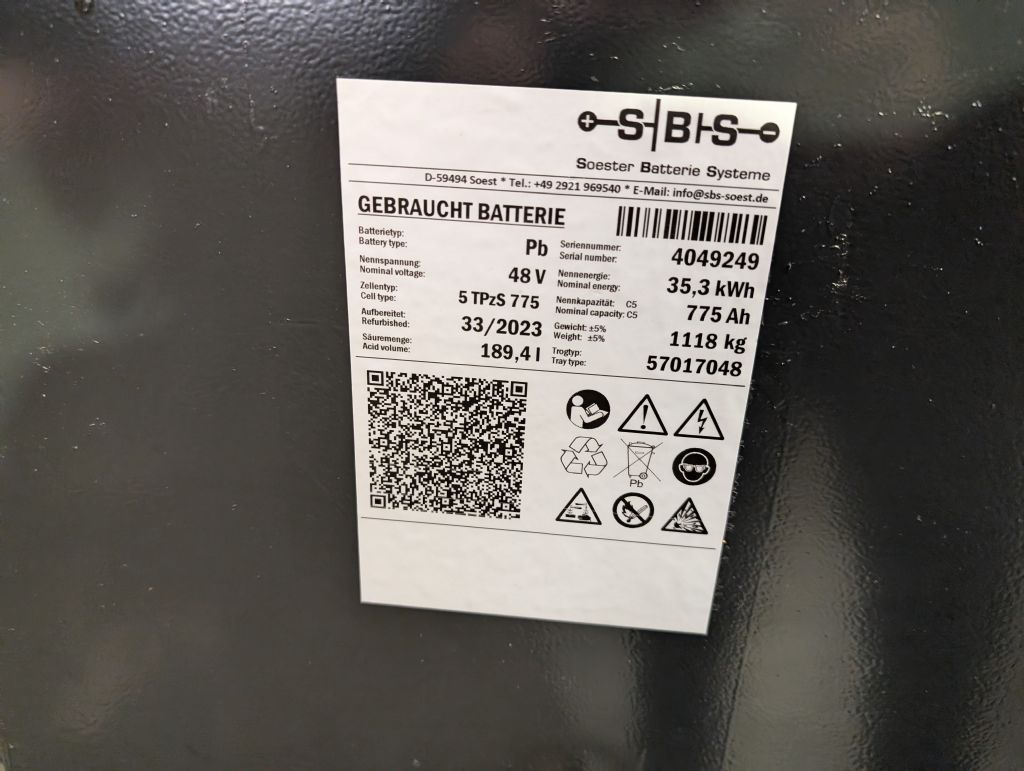 S B S
Soester Batterie Systeme
D-59494 Soest * Tel.: +49 2921 969540 * E-Mail: info@sbs-soest.de
GEBRAUCHT BATTERIE
Batterietyp:
Battery type: Pb
Seriennummer:
Serial number: 4049249
Nennspannung:
Nominal voltage: 48 V
Nennenergie:
Nominal energy: 35,3 kWh
Zellentyp:
Cell type: 5 TPzS 775
Nennkapazität: C5
Nominal capacity: C5 775 Ah
Aufbereitet:
Refurbished: 33/2023
Gewicht: ±5%
Weight: ±5% 1118 kg
Säuremenge:
Acid volume: 189,4 l
Trogtyp:
Tray type: 57017048
Pb